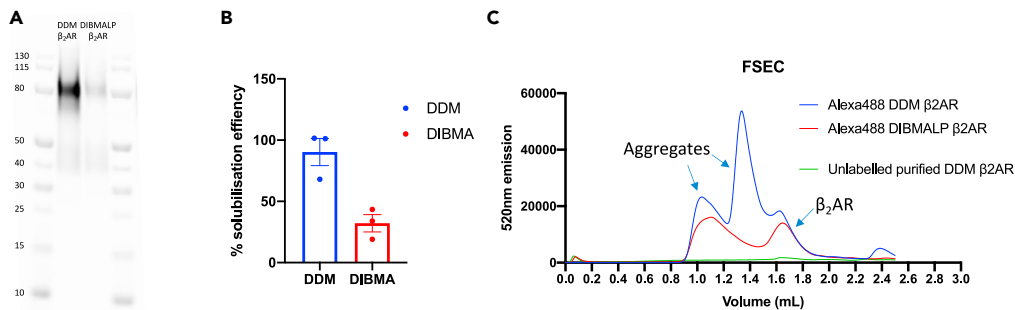 A
DDM DIBMALP
β2AR β2AR
130
115
80
50
40
30
25
15
10
B
% solubilisation effiency
150
100
50
0
DDM DIBMA
DDM
DIBMA
C
FSEC
520nm emission
60000
40000
20000
0
0.0 0.2 0.4 0.6 0.8 1.0 1.2 1.4 1.6 1.8 2.0 2.2 2.4 2.6 2.8 3.0
Volume (mL)
Aggregates
β2AR
Alexa488 DDM β2AR
Alexa488 DIBMALP β2AR
Unlabelled purified DDM β2AR